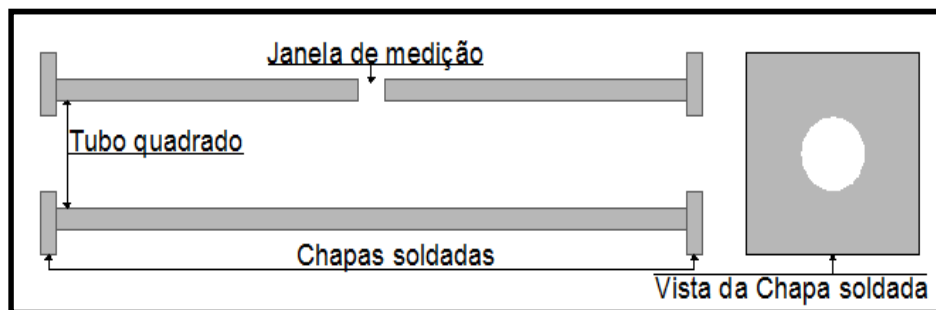 Janela de medição
Tubo quadrado
Chapas soldadas
Vista da Chapa soldada